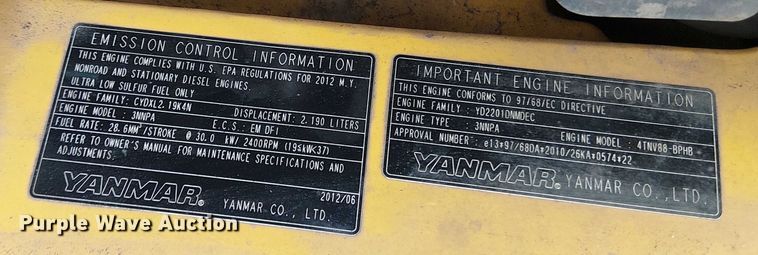 EMISSION CONTROL INFORMATION
THIS ENGINE COMPLIES WITH U.S. EPA REGULATIONS FOR 2012 M.Y.
NONROAD AND STATIONARY DIESEL ENGINES.
ULTRA LOW SULFUR FUEL ONLY
ENGINE FAMILY: CYDXL2.19K4N DISPLACEMENT: 2.190 LITERS
ENGINE MODEL: 3NNPA E.C.S.: EM DFI
FUEL RATE: 28.6MM³/STROKE @ 30.0 kW/ 2400RPM (19≤kW<37)
REFER TO OWNER'S MANUAL FOR MAINTENANCE SPECIFICATIONS AND
ADJUSTMENTS.
2012/06
YANMAR® YANMAR CO., LTD.
IMPORTANT ENGINE INFORMATION
THIS ENGINE CONFORMS TO 97/68/EC DIRECTIVE
ENGINE FAMILY : YD2201DNMDEC
ENGINE TYPE : 3NNPA ENGINE MODEL : 4TNV88-BPHB
APPROVAL NUMBER : e13*97/68DA*2010/26KA*0574*22
YANMAR® YANMAR CO., LTD.
Purple Wave Auction